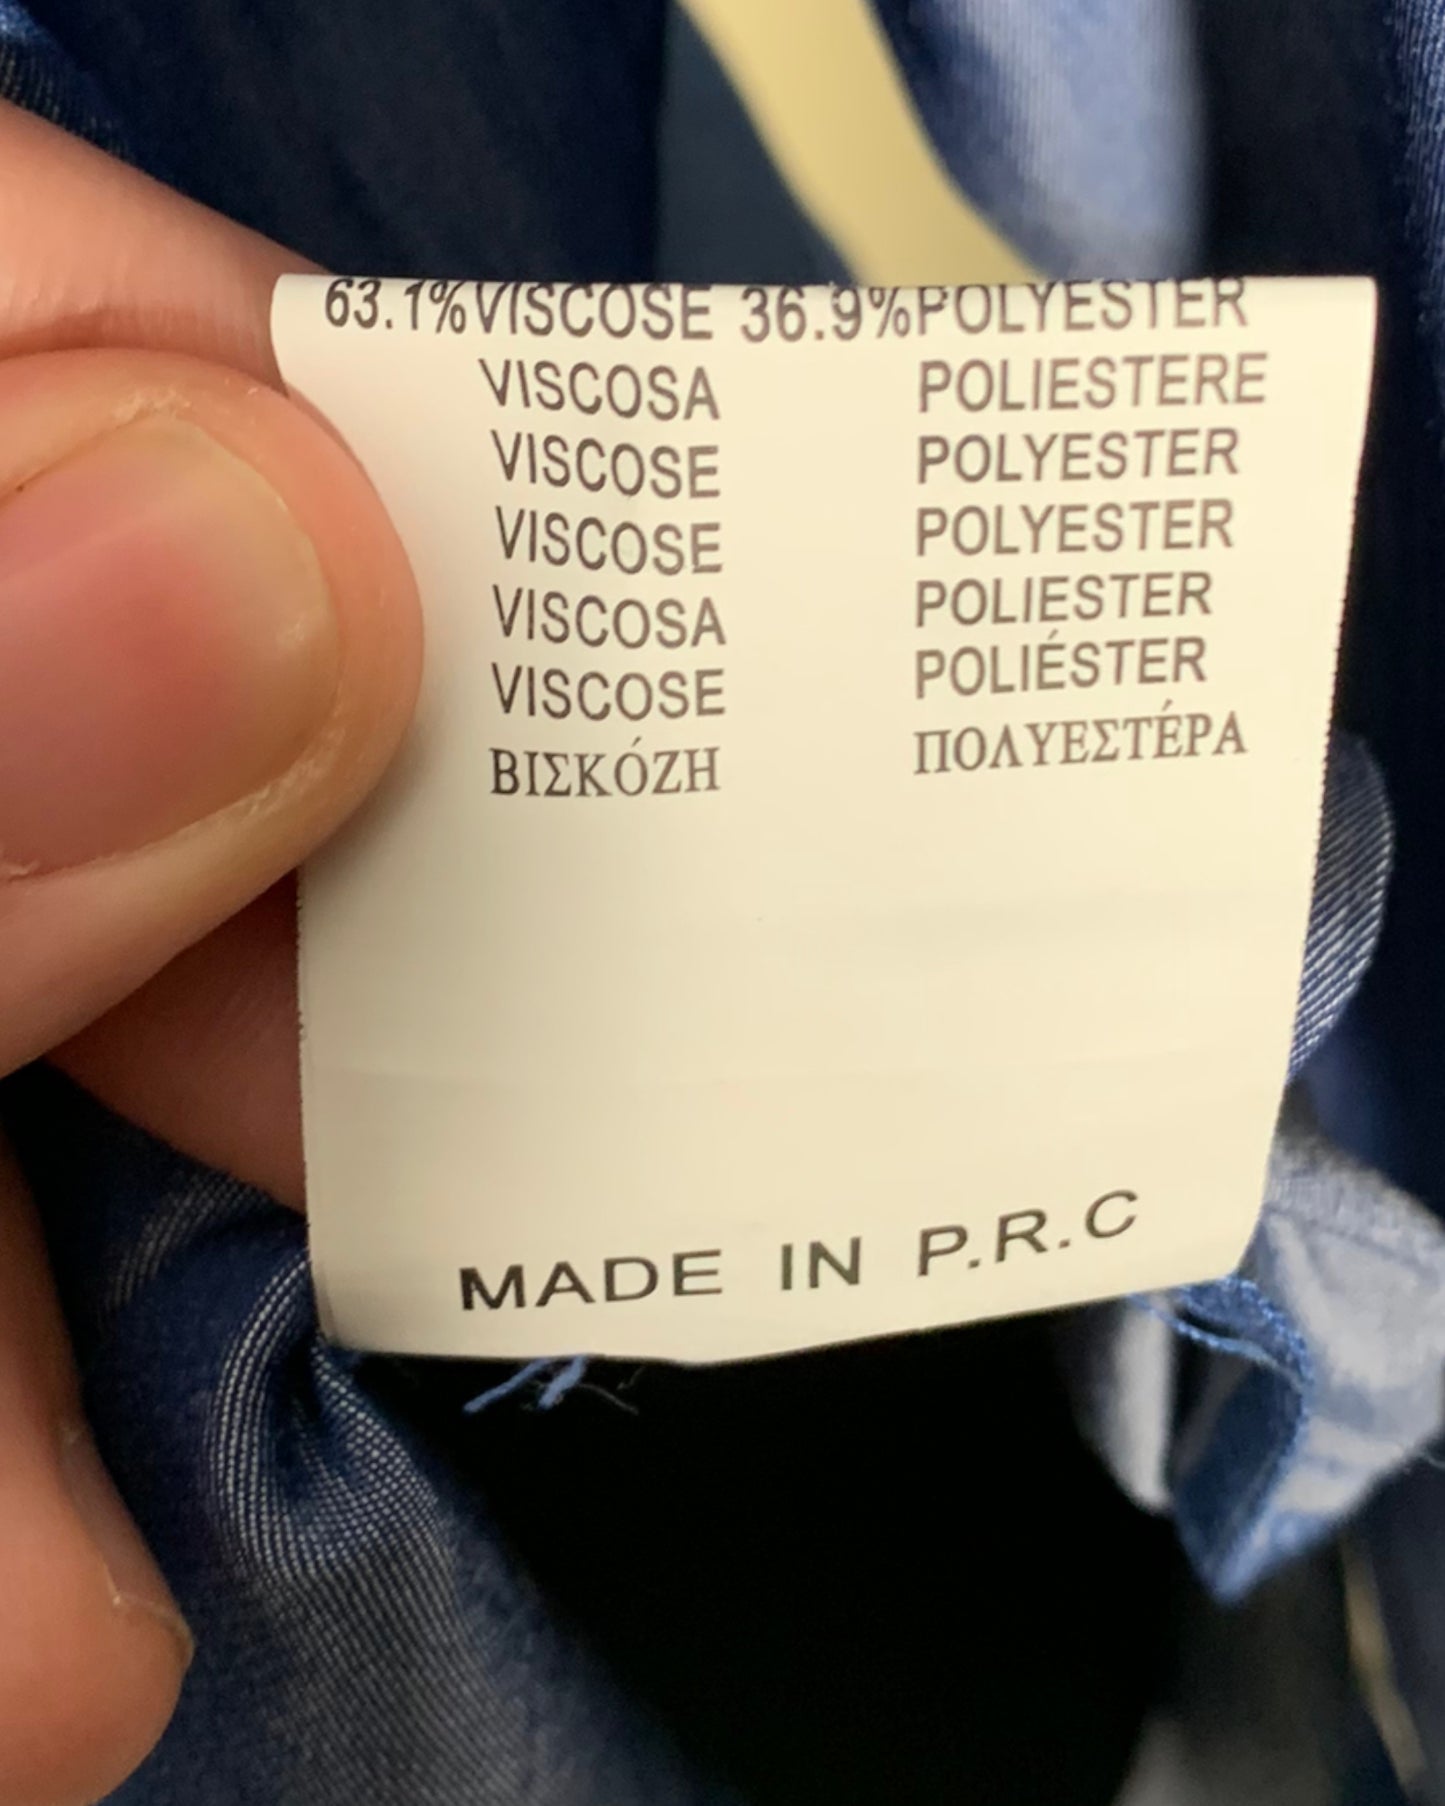 63.1%VISCOSE 36.9%POLYESTER
VISCOSA POLIESTERE
VISCOSE POLYESTER
VISCOSE POLYESTER
VISCOSA POLIESTER
VISCOSE POLIÉSTER
ΒΙΣΚΌΖΗ ΠΟΛΥΕΣΤΈΡΑ
MADE IN P.R.C